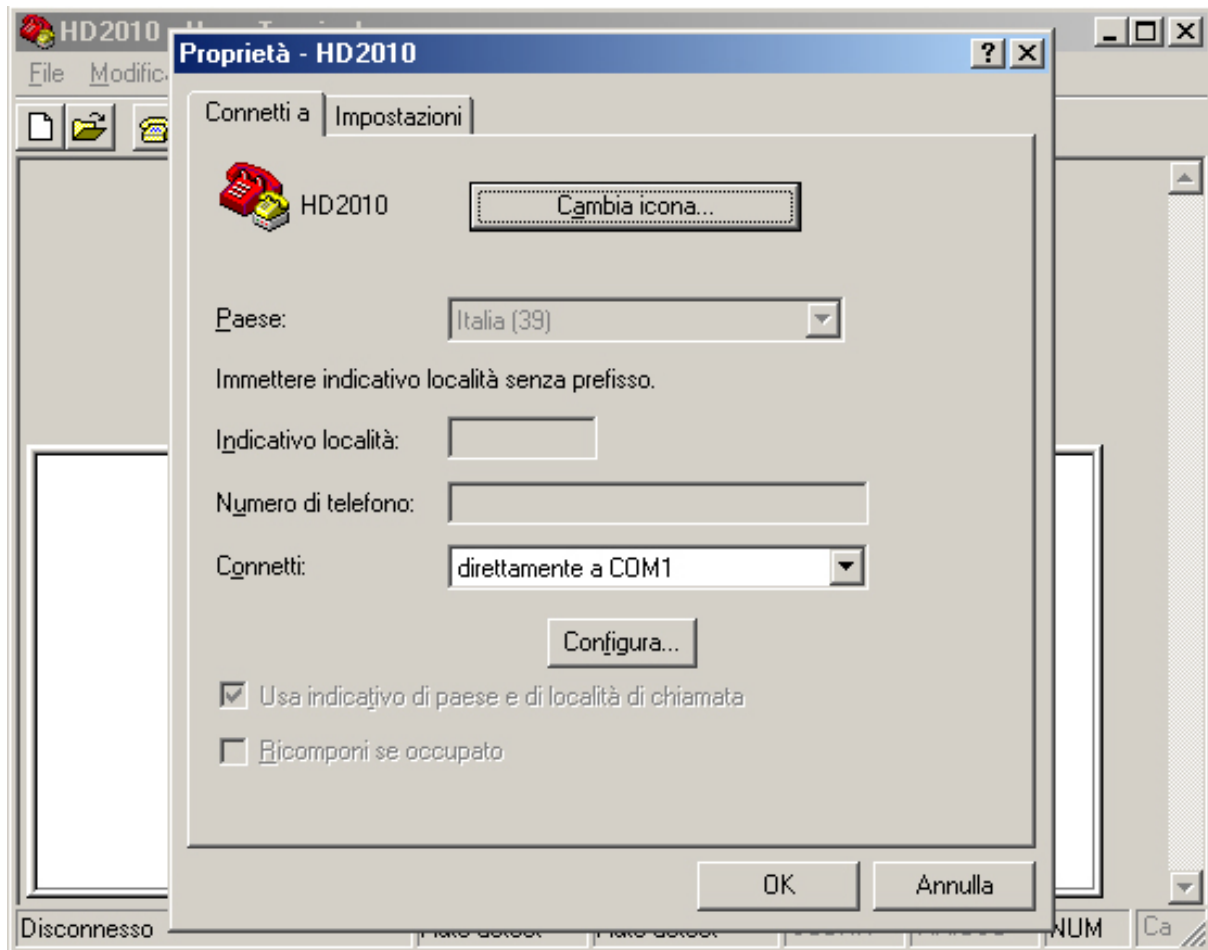 HD2010 -
Proprietà - HD2010
File Modifica
Connetti a Impostazioni
HD2010 Cambia icona...
Paese: Italia (39)
Immettere indicativo località senza prefisso.
Indicativo località:
Numero di telefono:
Connetti: direttamente a COM1
Configura...
Usa indicativo di paese e di località di chiamata
Ricomponi se occupato
OK Annulla
Disconnesso NUM Ca